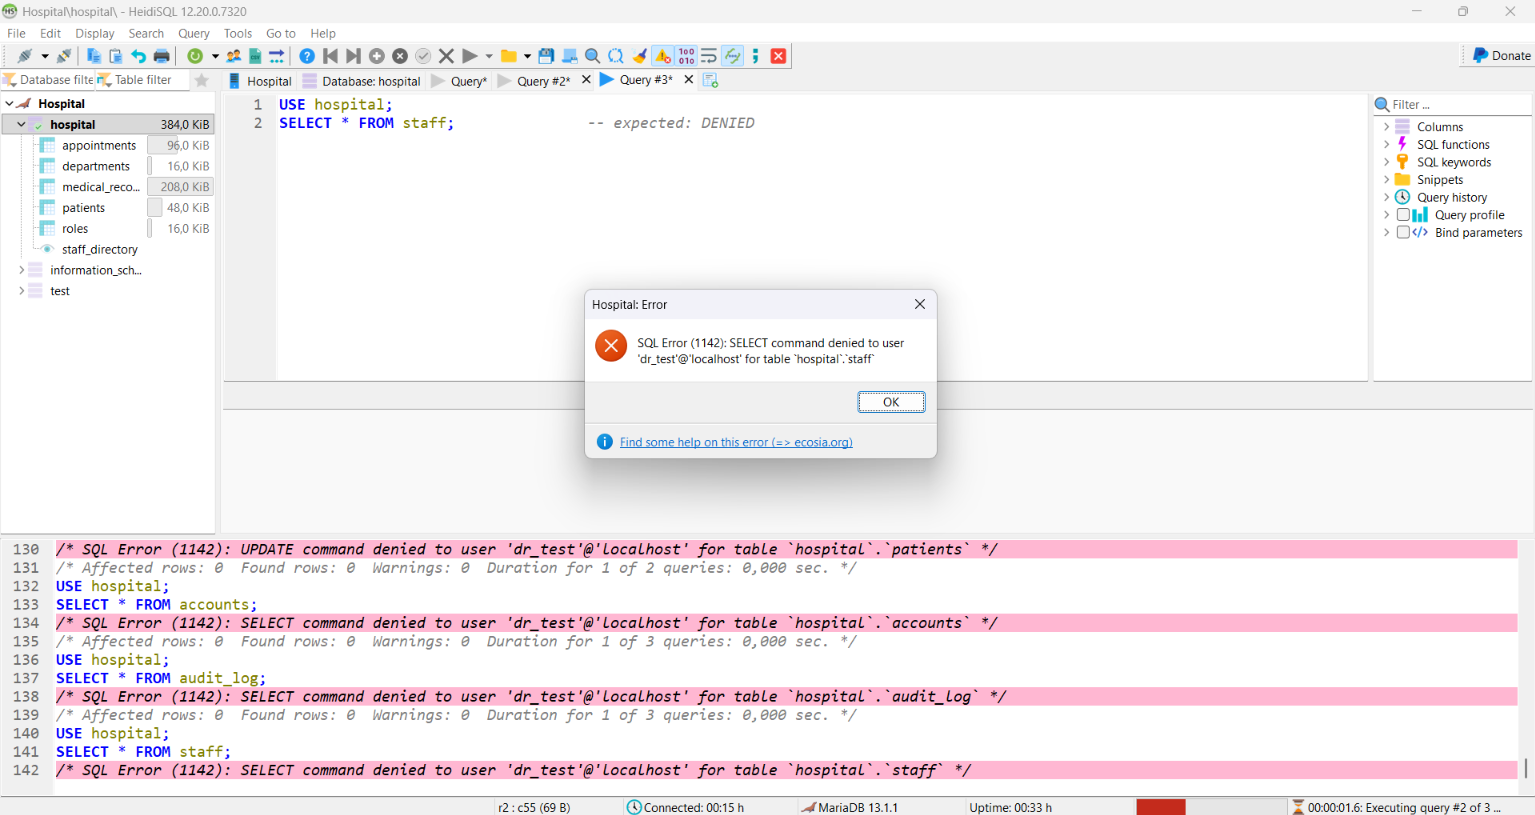 Hospital\hospital\ - HeidiSQL 12.20.0.7320
File Edit Display Search Query Tools Go to Help
Donate
Database filte Table filter Hospital Database: hospital Query* Query #2* Query #3*
Hospital
hospital 384,0 KiB
appointments 96,0 KiB
departments 16,0 KiB
medical_reco... 208,0 KiB
patients 48,0 KiB
roles 16,0 KiB
staff_directory
information_sch...
test
1 USE hospital;
2 SELECT * FROM staff; -- expected: DENIED
Filter ...
Columns
SQL functions
SQL keywords
Snippets
Query history
Query profile
Bind parameters
Hospital: Error
SQL Error (1142): SELECT command denied to user
'dr_test'@'localhost' for table `hospital`.`staff`
OK
Find some help on this error (=> ecosia.org)
130 /* SQL Error (1142): UPDATE command denied to user 'dr_test'@'localhost' for table `hospital`.`patients` */
131 /* Affected rows: 0 Found rows: 0 Warnings: 0 Duration for 1 of 2 queries: 0,000 sec. */
132 USE hospital;
133 SELECT * FROM accounts;
134 /* SQL Error (1142): SELECT command denied to user 'dr_test'@'localhost' for table `hospital`.`accounts` */
135 /* Affected rows: 0 Found rows: 0 Warnings: 0 Duration for 1 of 3 queries: 0,000 sec. */
136 USE hospital;
137 SELECT * FROM audit_log;
138 /* SQL Error (1142): SELECT command denied to user 'dr_test'@'localhost' for table `hospital`.`audit_log` */
139 /* Affected rows: 0 Found rows: 0 Warnings: 0 Duration for 1 of 3 queries: 0,000 sec. */
140 USE hospital;
141 SELECT * FROM staff;
142 /* SQL Error (1142): SELECT command denied to user 'dr_test'@'localhost' for table `hospital`.`staff` */
r2 : c55 (69 B) Connected: 00:15 h MariaDB 13.1.1 Uptime: 00:33 h 00:00:01.6: Executing query #2 of 3 ...